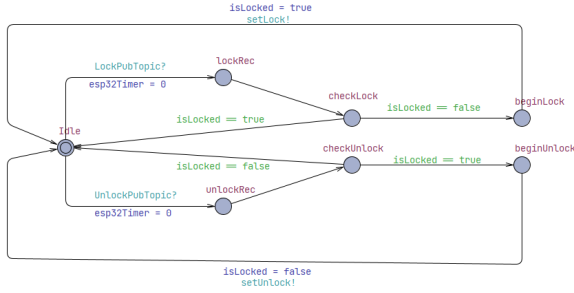 isLocked = true
setLock!
LockPubTopic?
esp32Timer = 0
lockRec
checkLock
isLocked == false
beginLock
isLocked == true
Idle
isLocked == false
checkUnlock
isLocked == true
beginUnlock
UnlockPubTopic?
esp32Timer = 0
unlockRec
isLocked = false
setUnlock!